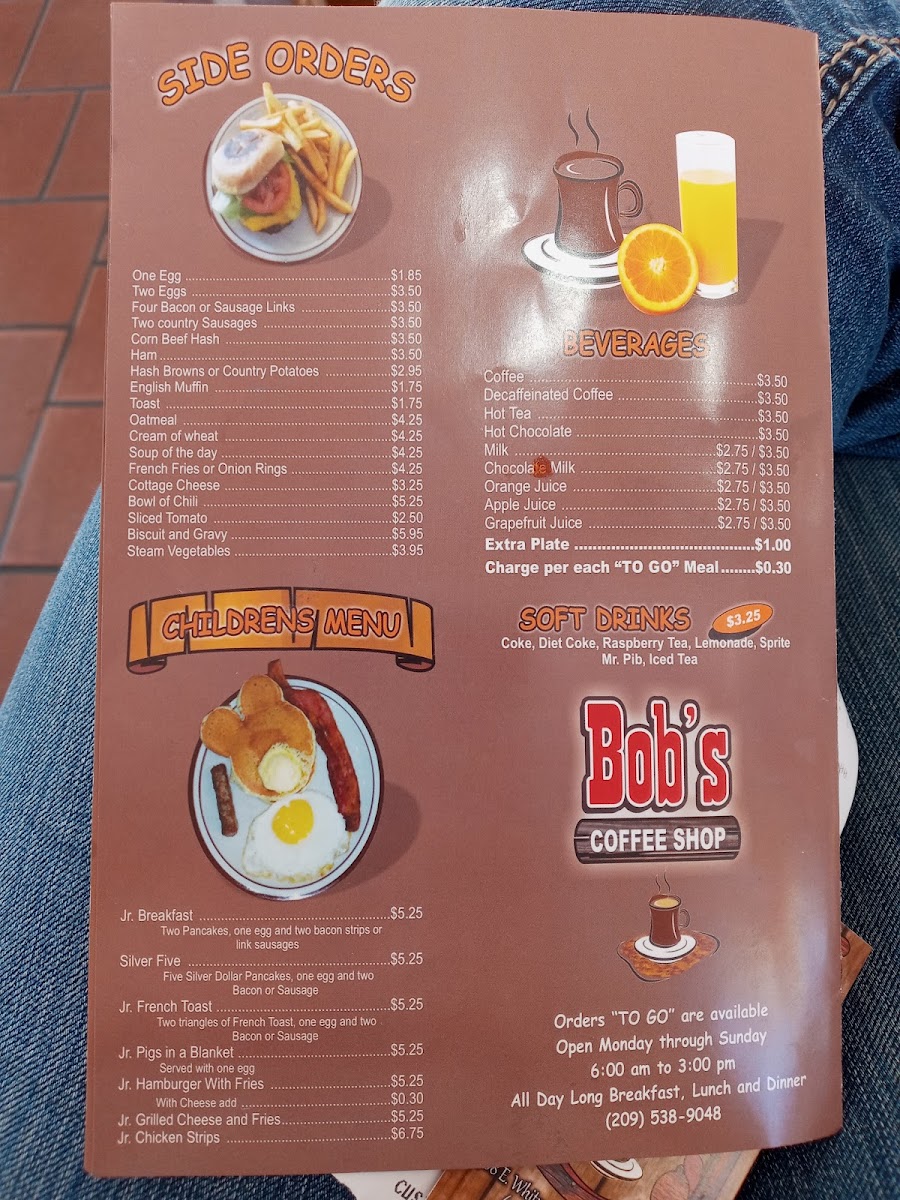 SIDE ORDERS
One Egg ........ $1.85
Two Eggs ........ $3.50
Four Bacon or Sausage Links ........ $3.50
Two country Sausages ........ $3.50
Corn Beef Hash ........ $3.50
Ham ........ $3.50
Hash Browns or Country Potatoes ........ $2.95
English Muffin ........ $1.75
Toast ........ $1.75
Oatmeal ........ $4.25
Cream of wheat ........ $4.25
Soup of the day ........ $4.25
French Fries or Onion Rings ........ $4.25
Cottage Cheese ........ $3.25
Bowl of Chili ........ $5.25
Sliced Tomato ........ $2.50
Biscuit and Gravy ........ $5.95
Steam Vegetables ........ $3.95
CHILDRENS MENU
Jr. Breakfast ........ $5.25
Two Pancakes, one egg and two bacon strips or
link sausages
Silver Five ........ $5.25
Five Silver Dollar Pancakes, one egg and two
Bacon or Sausage
Jr. French Toast ........ $5.25
Two triangles of French Toast, one egg and two
Bacon or Sausage
Jr. Pigs in a Blanket ........ $5.25
Served with one egg
Jr. Hamburger With Fries ........ $5.25
With Cheese add ........ $0.30
Jr. Grilled Cheese and Fries ........ $5.25
Jr. Chicken Strips ........ $6.75
BEVERAGES
Coffee ........ $3.50
Decaffeinated Coffee ........ $3.50
Hot Tea ........ $3.50
Hot Chocolate ........ $3.50
Milk ........ $2.75 / $3.50
Chocolate Milk ........ $2.75 / $3.50
Orange Juice ........ $2.75 / $3.50
Apple Juice ........ $2.75 / $3.50
Grapefruit Juice ........ $2.75 / $3.50
Extra Plate ........ $1.00
Charge per each "TO GO" Meal ........ $0.30
SOFT DRINKS $3.25
Coke, Diet Coke, Raspberry Tea, Lemonade, Sprite
Mr. Pib, Iced Tea
Bob's
COFFEE SHOP
Orders "TO GO" are available
Open Monday through Sunday
6:00 am to 3:00 pm
All Day Long Breakfast, Lunch and Dinner
(209) 538-9048